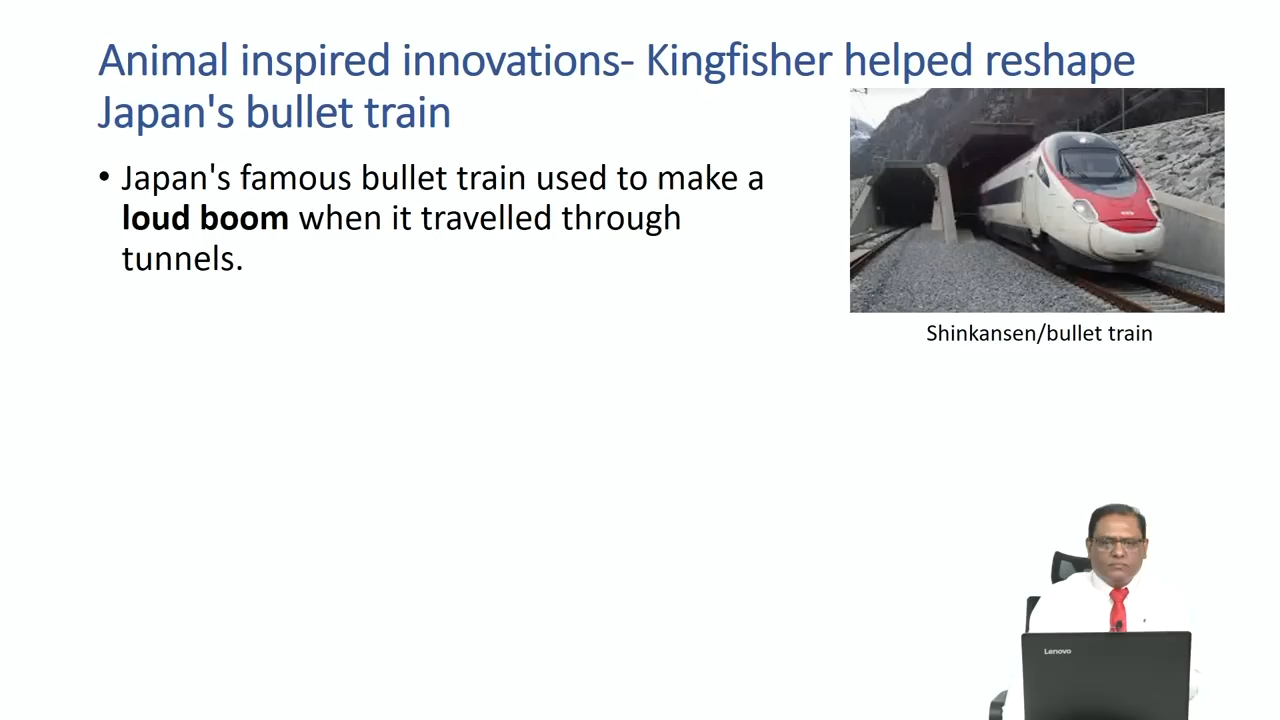 Animal inspired innovations- Kingfisher helped reshape
Japan's bullet train
• Japan's famous bullet train used to make a
loud boom when it travelled through
tunnels.
Shinkansen/bullet train
Lenovo